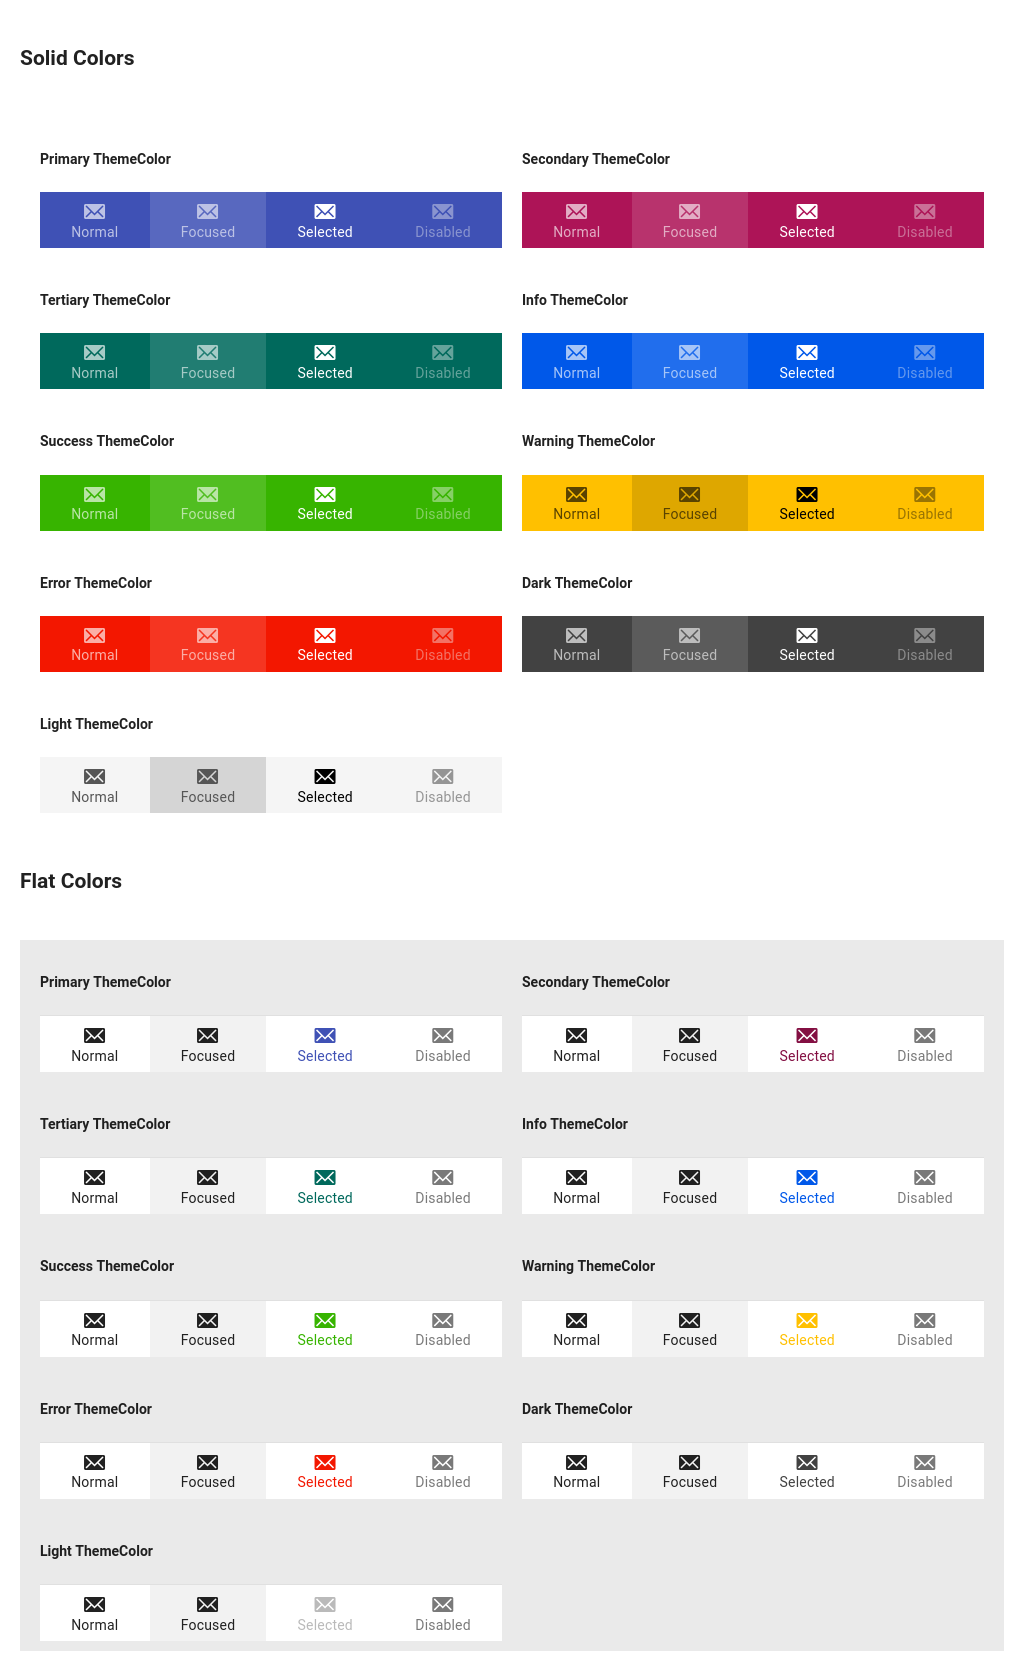 Solid Colors
Primary ThemeColor
Secondary ThemeColor
Normal Focused Selected Disabled
Normal Focused Selected Disabled
Tertiary ThemeColor
Info ThemeColor
Normal Focused Selected Disabled
Normal Focused Selected Disabled
Success ThemeColor
Warning ThemeColor
Normal Focused Selected Disabled
Normal Focused Selected Disabled
Error ThemeColor
Dark ThemeColor
Normal Focused Selected Disabled
Normal Focused Selected Disabled
Light ThemeColor
Normal Focused Selected Disabled
Flat Colors
Primary ThemeColor
Secondary ThemeColor
Normal Focused Selected Disabled
Normal Focused Selected Disabled
Tertiary ThemeColor
Info ThemeColor
Normal Focused Selected Disabled
Normal Focused Selected Disabled
Success ThemeColor
Warning ThemeColor
Normal Focused Selected Disabled
Normal Focused Selected Disabled
Error ThemeColor
Dark ThemeColor
Normal Focused Selected Disabled
Normal Focused Selected Disabled
Light ThemeColor
Normal Focused Selected Disabled